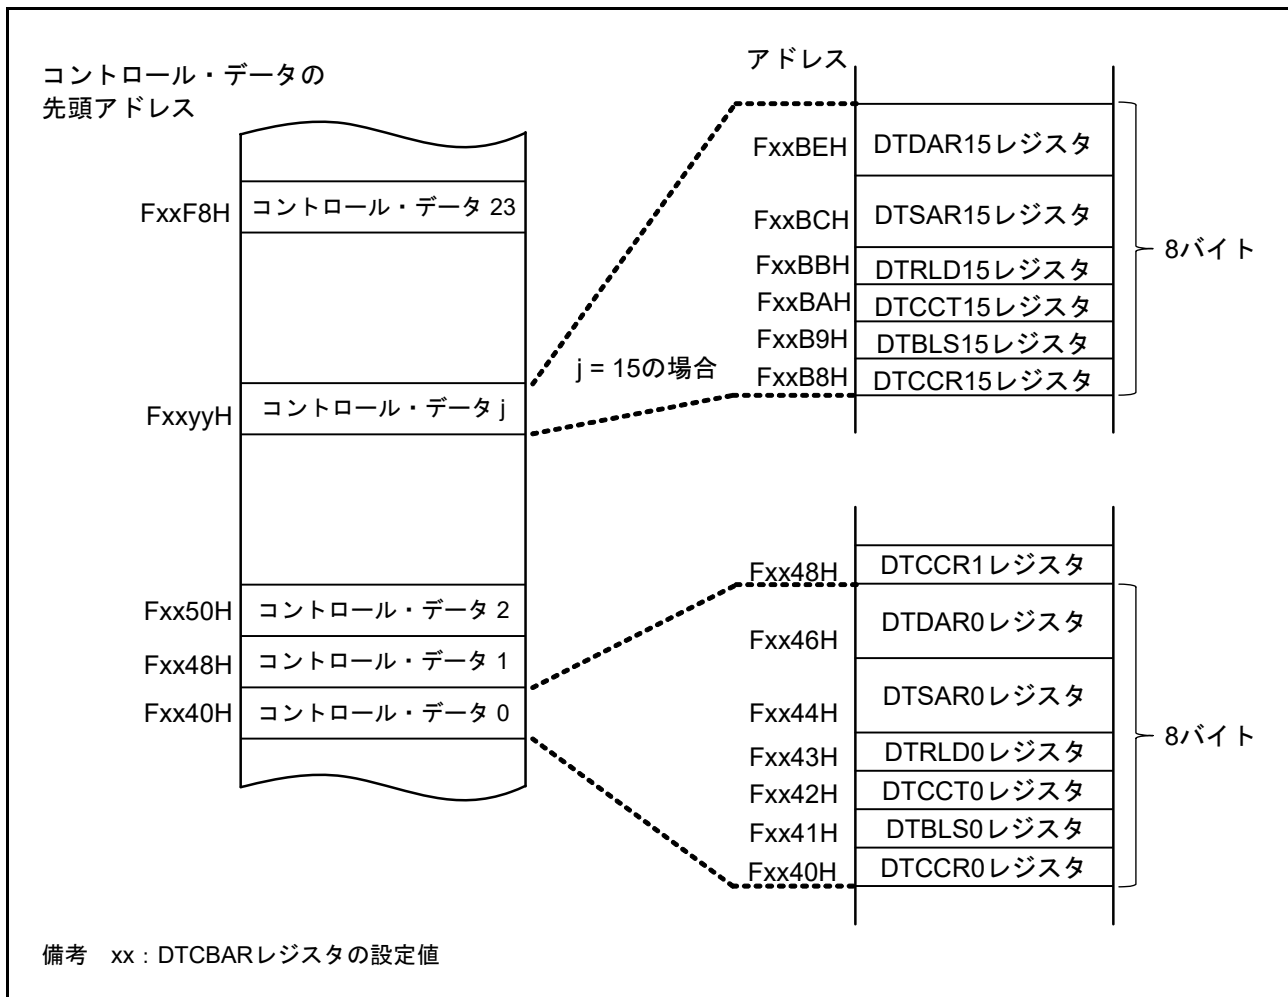 コントロール・データの
先頭アドレス
FxxF8H
コントロール・データ 23
FxxyyH
コントロール・データ j
Fxx50H
コントロール・データ 2
Fxx48H
コントロール・データ 1
Fxx40H
コントロール・データ 0
j = 15の場合
アドレス
FxxBEH
DTDAR15レジスタ
FxxBCH
DTSAR15レジスタ
FxxBBH
DTRLD15レジスタ
FxxBAH
DTCCT15レジスタ
FxxB9H
DTBLS15レジスタ
FxxB8H
DTCCR15レジスタ
8バイト
Fxx48H
DTCCR1レジスタ
Fxx46H
DTDAR0レジスタ
Fxx44H
DTSAR0レジスタ
Fxx43H
DTRLD0レジスタ
Fxx42H
DTCCT0レジスタ
Fxx41H
DTBLS0レジスタ
Fxx40H
DTCCR0レジスタ
8バイト
備考 xx：DTCBARレジスタの設定値